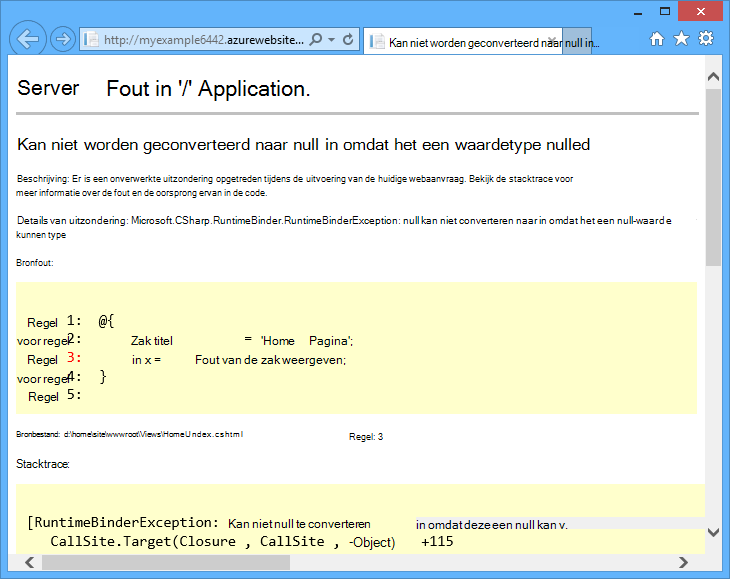 http://myexample6442.azurewebsite...
Kan niet worden geconverteerd naar null in...
Server Fout in '/' Application.
Kan niet worden geconverteerd naar null in omdat het een waardetype nulled
Beschrijving: Er is een onverwerkte uitzondering opgetreden tijdens de uitvoering van de huidige webaanvraag. Bekijk de stacktrace voor
meer informatie over de fout en de oorsprong ervan in de code.
Details van uitzondering: Microsoft.CSharp.RuntimeBinder.RuntimeBinderException: null kan niet converteren naar in omdat het een null-waarde
kunnen type
Bronfout:
Regel 1: @{
voor regel 2: Zak titel = 'Home Pagina';
Regel 3: in x = Fout van de zak weergeven;
voor regel 4: }
Regel 5:
Bronbestand: d:\home\site\wwwroot\Views\Home\Index.cshtml Regel: 3
Stacktrace:
[RuntimeBinderException: Kan niet null te converteren in omdat deze een null kan v.
CallSite.Target(Closure , CallSite , -Object) +115